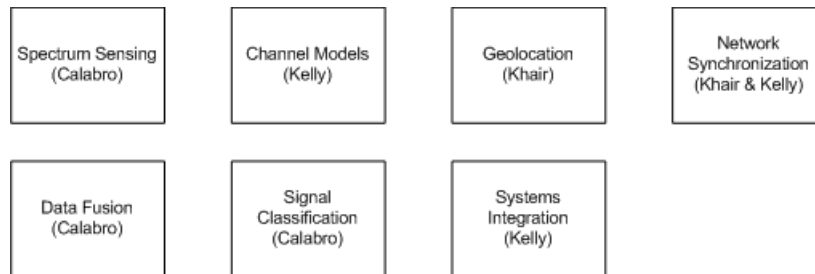 Spectrum Sensing
(Calabro)
Channel Models
(Kelly)
Geolocation
(Khair)
Network
Synchronization
(Khair & Kelly)
Data Fusion
(Calabro)
Signal
Classification
(Calabro)
Systems
Integration
(Kelly)